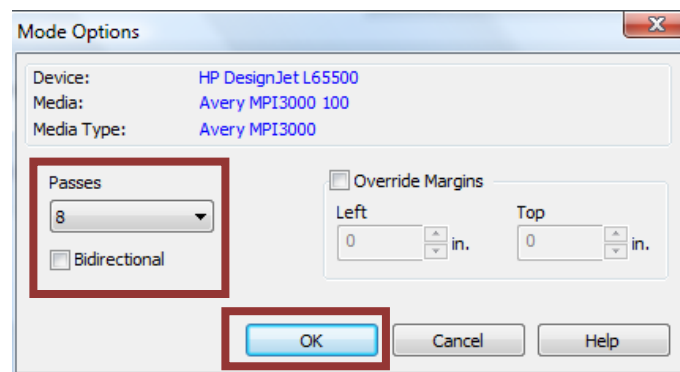 Mode Options
Device: HP DesignJet L65500
Media: Avery MPI3000 100
Media Type: Avery MPI3000
Passes
8
Bidirectional
Override Margins
Left Top
0 in. 0 in.
OK Cancel Help